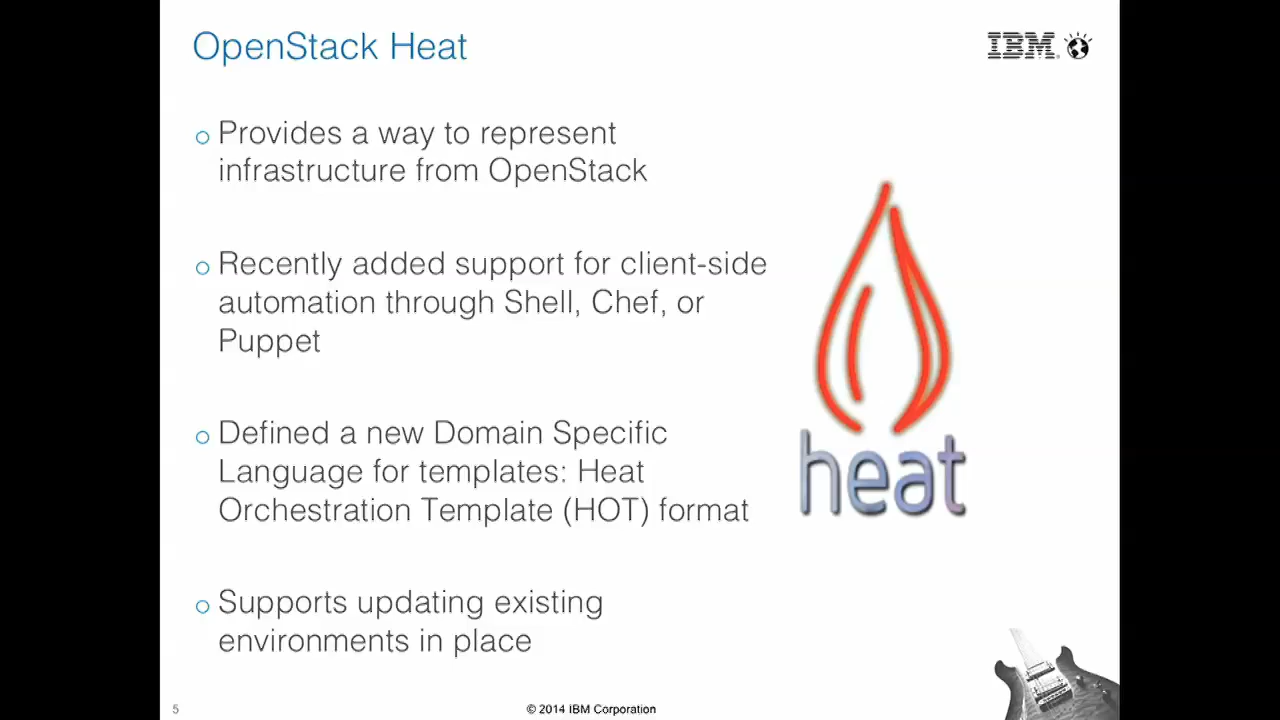 OpenStack Heat
IBM
Provides a way to represent
infrastructure from OpenStack
Recently added support for client-side
automation through Shell, Chef, or
Puppet
Defined a new Domain Specific
Language for templates: Heat
Orchestration Template (HOT) format
Supports updating existing
environments in place
heat
5
© 2014 IBM Corporation